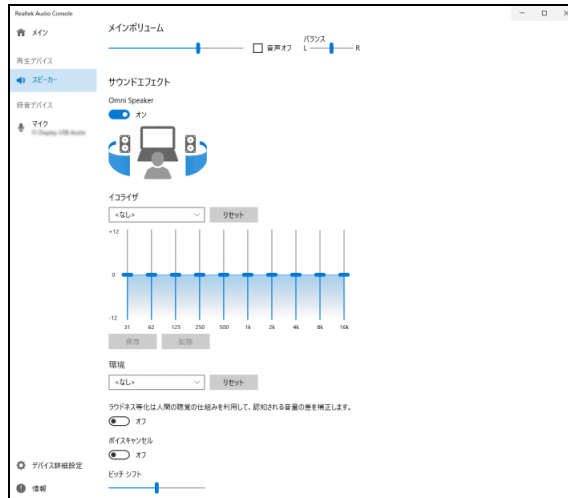 Realtek Audio Console
メイン
再生デバイス
スピーカー
録音デバイス
マイク
デバイス詳細設定
情報
メインボリューム
音声オフ
バランス
L R
サウンドエフェクト
Omni Speaker
オン
イコライザ
<なし>
リセット
+12
0
-12
31 62 125 250 500 1k 2k 4k 8k 16k
保存 削除
環境
<なし>
リセット
ラウドネス等化は人間の聴覚の仕組みを利用して、認知される音量の差を補正します。
オフ
ボイスキャンセル
オフ
ピッチ シフト